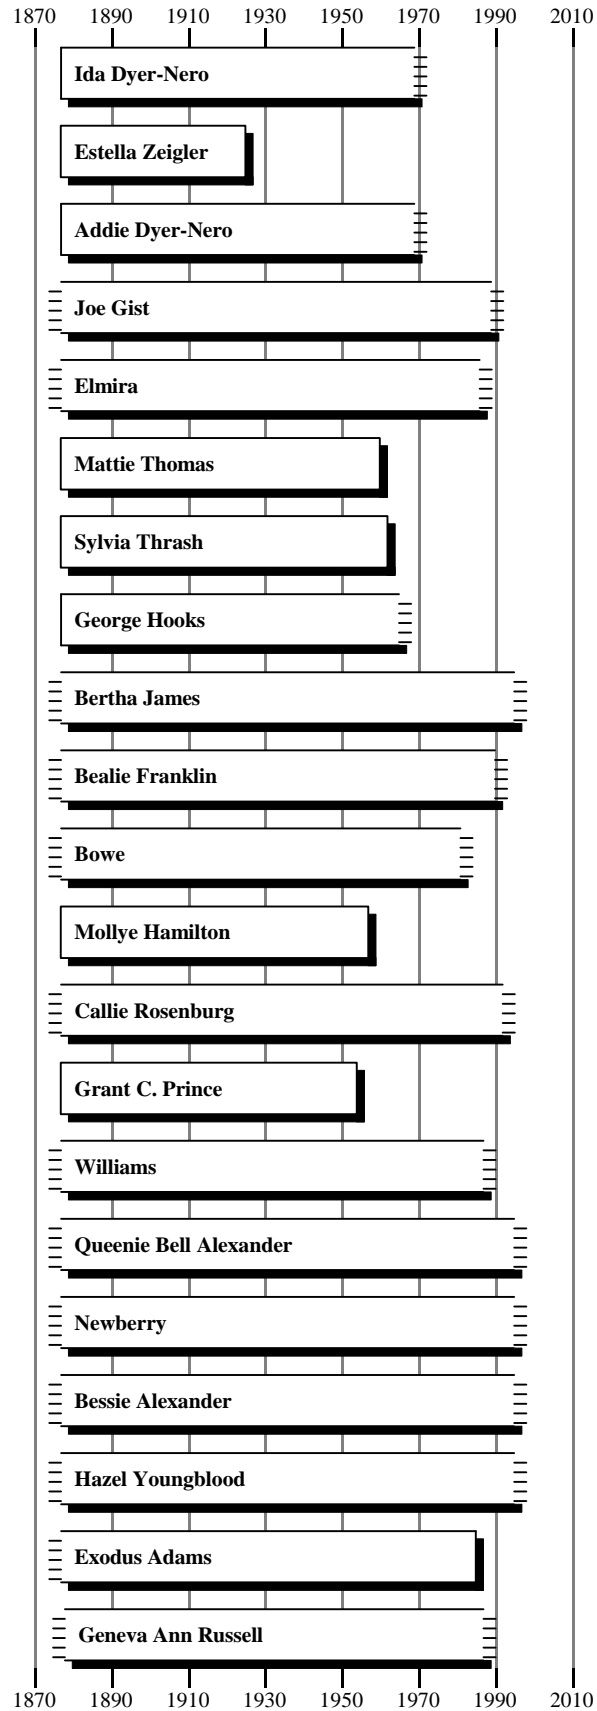 1870 1890 1910 1930 1950 1970 1990 2010
Ida Dyer-Nero
Estella Zeigler
Addie Dyer-Nero
Joe Gist
Elmira
Mattie Thomas
Sylvia Thrash
George Hooks
Bertha James
Bealie Franklin
Bowe
Mollye Hamilton
Callie Rosenburg
Grant C. Prince
Williams
Queenie Bell Alexander
Newberry
Bessie Alexander
Hazel Youngblood
Exodus Adams
Geneva Ann Russell
1870 1890 1910 1930 1950 1970 1990 2010